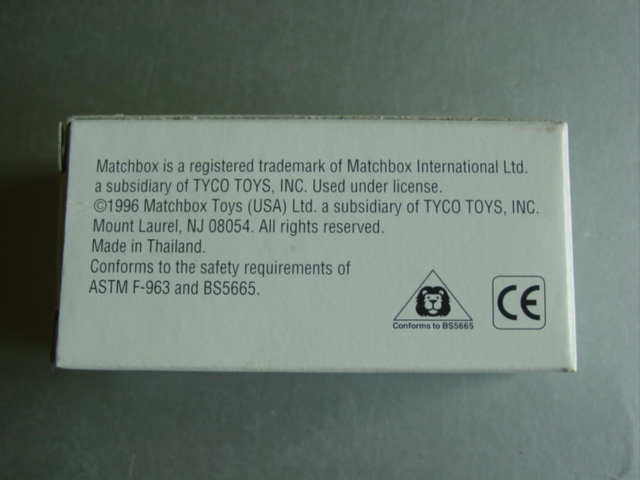 Matchbox is a registered trademark of Matchbox International Ltd.
a subsidiary of TYCO TOYS, INC. Used under license.
©1996 Matchbox Toys (USA) Ltd. a subsidiary of TYCO TOYS, INC.
Mount Laurel, NJ 08054. All rights reserved.
Made in Thailand.
Conforms to the safety requirements of
ASTM F-963 and BS5665.
Conforms to BS5665
CE